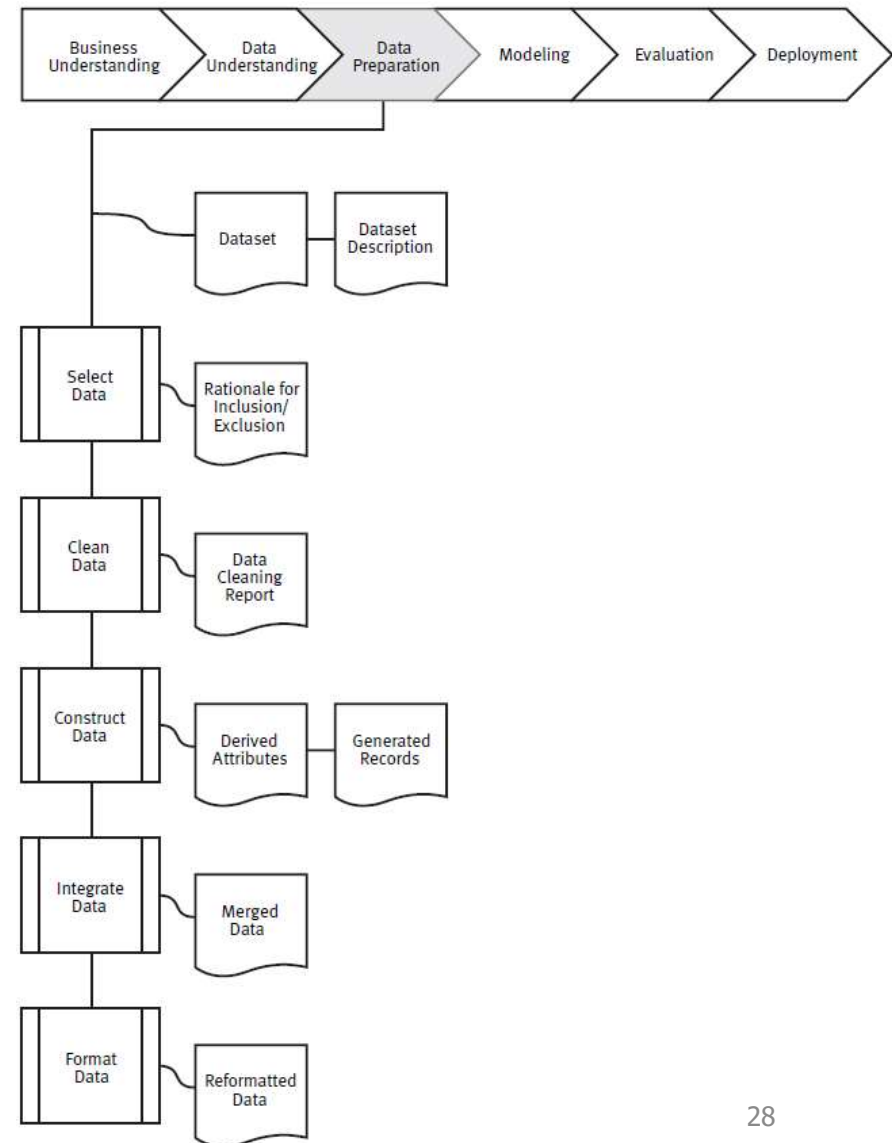 Business
Understanding
Data
Understanding
Data
Preparation
Modeling
Evaluation
Deployment
Dataset
Dataset
Description
Select
Data
Rationale for
Inclusion/
Exclusion
Clean
Data
Data
Cleaning
Report
Construct
Data
Derived
Attributes
Generated
Records
Integrate
Data
Merged
Data
Format
Data
Reformatted
Data
28